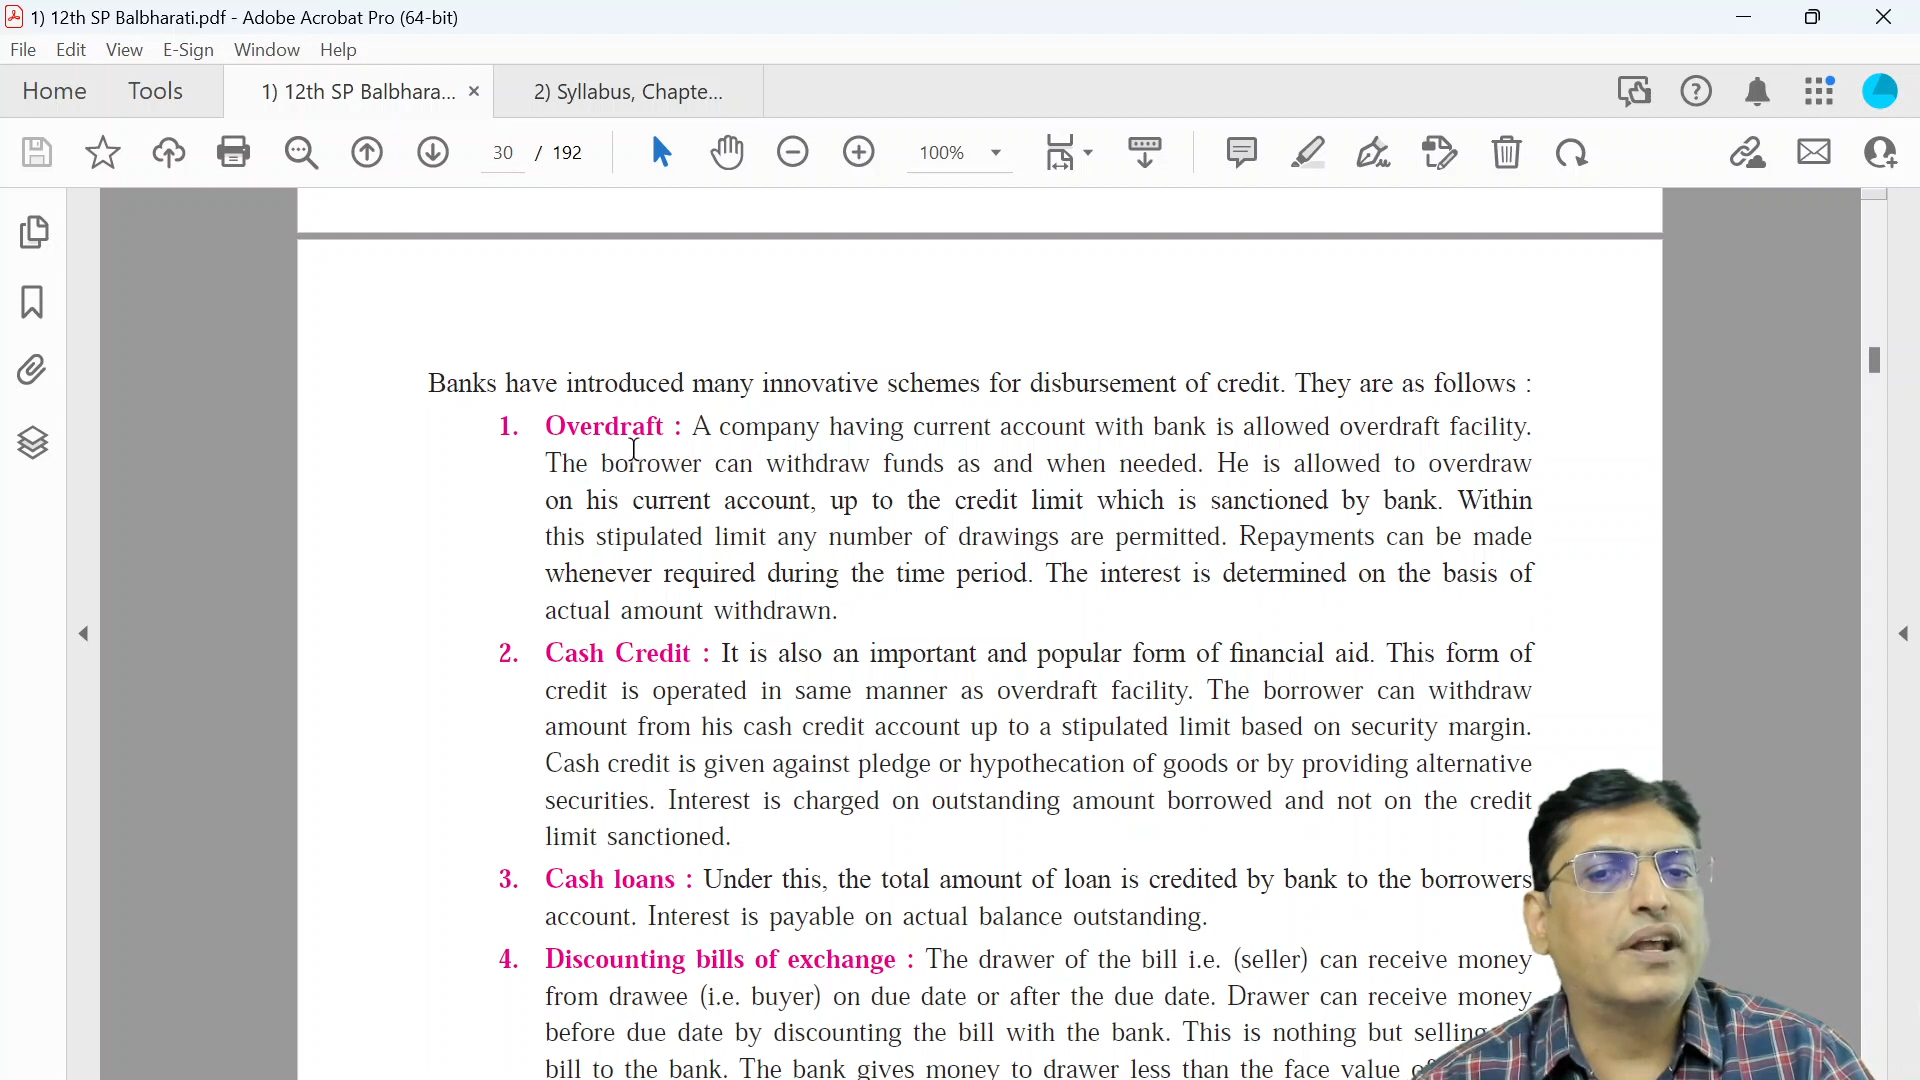 1) 12th SP Balbharati.pdf - Adobe Acrobat Pro (64-bit)
File Edit View E-Sign Window Help
Home Tools 1) 12th SP Balbhara... × 2) Syllabus, Chapte...
30 / 192 100%
Banks have introduced many innovative schemes for disbursement of credit. They are as follows :
1. Overdraft : A company having current account with bank is allowed overdraft facility.
The borrower can withdraw funds as and when needed. He is allowed to overdraw
on his current account, up to the credit limit which is sanctioned by bank. Within
this stipulated limit any number of drawings are permitted. Repayments can be made
whenever required during the time period. The interest is determined on the basis of
actual amount withdrawn.
2. Cash Credit : It is also an important and popular form of financial aid. This form of
credit is operated in same manner as overdraft facility. The borrower can withdraw
amount from his cash credit account up to a stipulated limit based on security margin.
Cash credit is given against pledge or hypothecation of goods or by providing alternative
securities. Interest is charged on outstanding amount borrowed and not on the credit
limit sanctioned.
3. Cash loans : Under this, the total amount of loan is credited by bank to the borrowers
account. Interest is payable on actual balance outstanding.
4. Discounting bills of exchange : The drawer of the bill i.e. (seller) can receive money
from drawee (i.e. buyer) on due date or after the due date. Drawer can receive money
before due date by discounting the bill with the bank. This is nothing but selling
bill to the bank. The bank gives money to drawer less than the face value